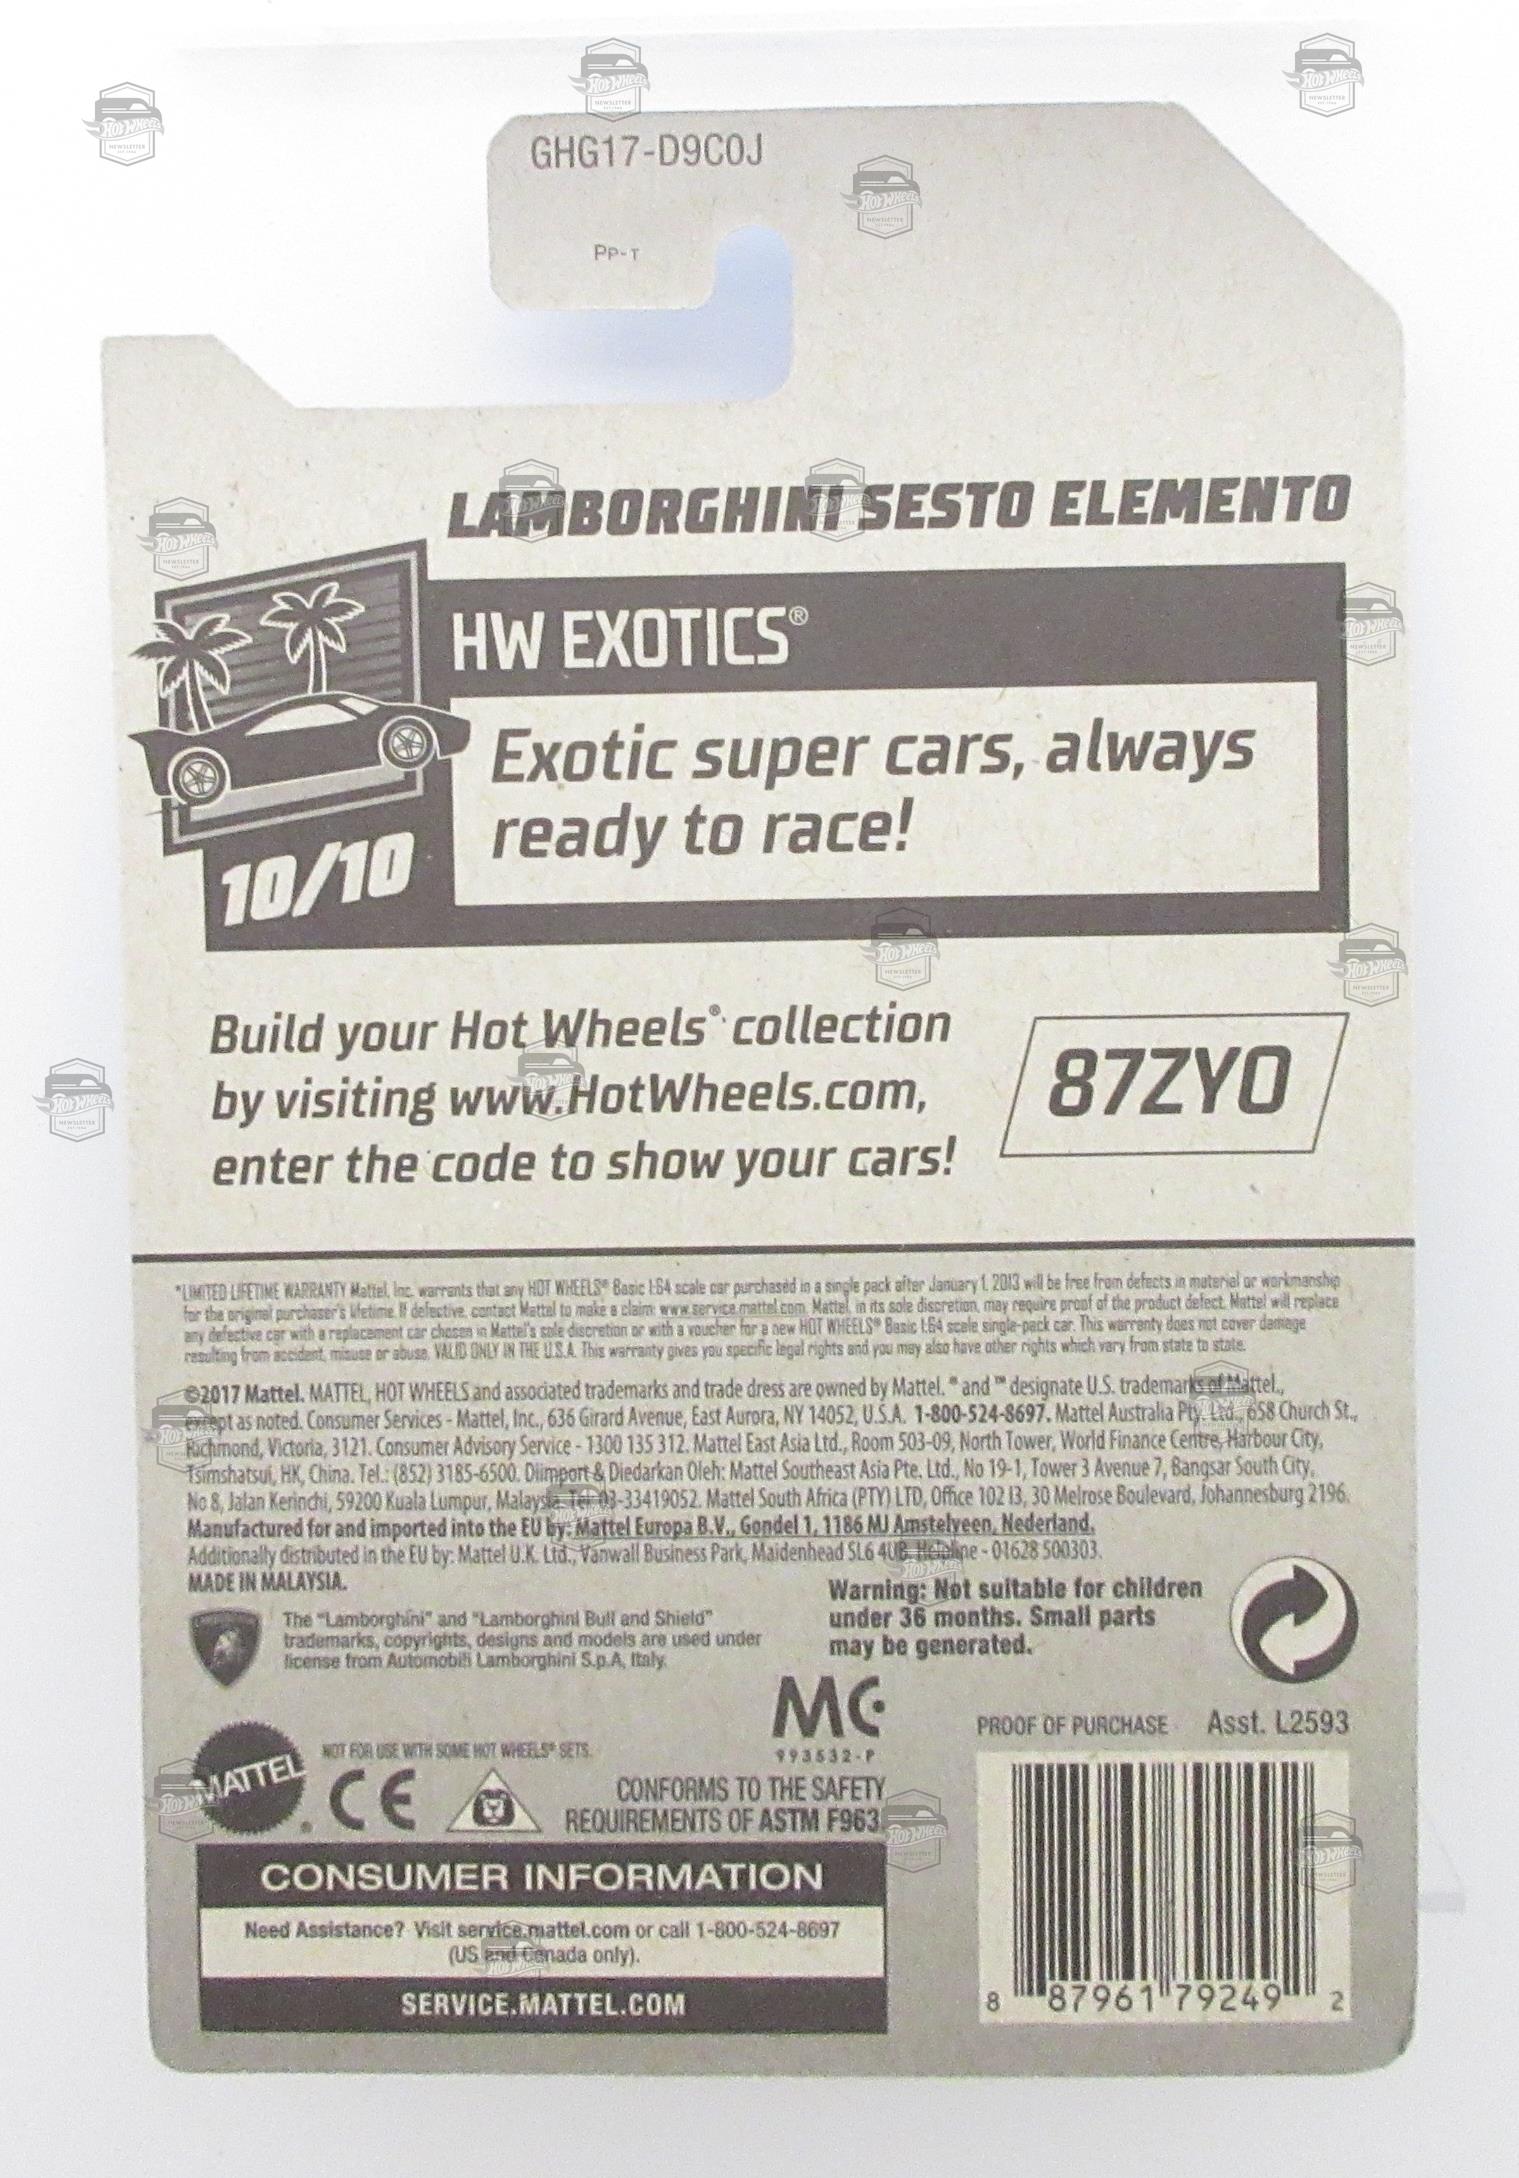 GHG17-D9C0J
PP-T
LAMBORGHINI SESTO ELEMENTO
HW EXOTICS®
Exotic super cars, always
ready to race!
10/10
Build your Hot Wheels® collection
by visiting www.HotWheels.com,
enter the code to show your cars!
87ZYO
*LIMITED LIFETIME WARRANTY Mattel, Inc. warrants that any HOT WHEELS® Basic 1:64 scale car purchased in a single pack after January 1, 2013 will be free from defects in material or workmanship
for the original purchaser's lifetime. If defective, contact Mattel to make a claim: www.service.mattel.com. Mattel, in its sole discretion, may require proof of the product defect. Mattel will replace
any defective car with a replacement car chosen in Mattel's sole discretion or with a voucher for a new HOT WHEELS® Basic 1:64 scale single-pack car. This warranty does not cover damage
resulting from accident, misuse or abuse. VALID ONLY IN THE U.S.A. This warranty gives you specific legal rights and you may also have other rights which vary from state to state.
©2017 Mattel. MATTEL, HOT WHEELS and associated trademarks and trade dress are owned by Mattel. ® and ™ designate U.S. trademarks of Mattel.,
except as noted. Consumer Services - Mattel, Inc., 636 Girard Avenue, East Aurora, NY 14052, U.S.A. 1-800-524-8697. Mattel Australia Pty. Ltd., 658 Church St.,
Richmond, Victoria, 3121. Consumer Advisory Service - 1300 135 312. Mattel East Asia Ltd., Room 503-09, North Tower, World Finance Centre, Harbour City,
Tsimshatsui, HK, China. Tel.: (852) 3185-6500. Diimport & Diedarkan Oleh: Mattel Southeast Asia Pte. Ltd., No 19-1, Tower 3 Avenue 7, Bangsar South City,
No 8, Jalan Kerinchi, 59200 Kuala Lumpur, Malaysia. Tel: 03-33419052. Mattel South Africa (PTY) LTD, Office 102 I3, 30 Melrose Boulevard, Johannesburg 2196.
Manufactured for and imported into the EU by: Mattel Europa B.V., Gondel 1, 1186 MJ Amstelveen, Nederland.
Additionally distributed in the EU by: Mattel U.K. Ltd., Vanwall Business Park, Maidenhead SL6 4UB. Helpline - 01628 500303.
MADE IN MALAYSIA.
The "Lamborghini" and "Lamborghini Bull and Shield"
trademarks, copyrights, designs and models are used under
license from Automobili Lamborghini S.p.A, Italy.
Warning: Not suitable for children
under 36 months. Small parts
may be generated.
MC
993532-P
PROOF OF PURCHASE Asst. L2593
MATTEL®
NOT FOR USE WITH SOME HOT WHEELS® SETS.
CE
CONFORMS TO THE SAFETY
REQUIREMENTS OF ASTM F963.
CONSUMER INFORMATION
Need Assistance? Visit service.mattel.com or call 1-800-524-8697
(US and Canada only).
SERVICE.MATTEL.COM
8 87961 79249 2
HOT WHEELS
NEWSLETTER